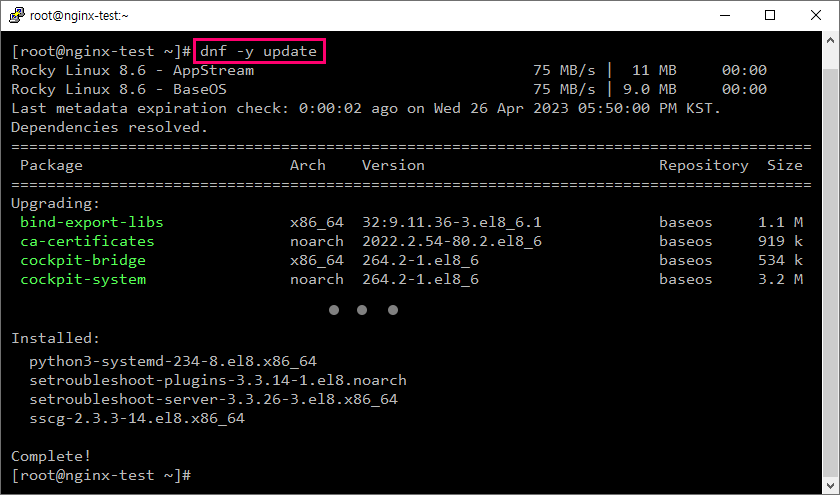 root@nginx-test:~
[root@nginx-test ~]# dnf -y update
Rocky Linux 8.6 - AppStream 75 MB/s | 11 MB 00:00
Rocky Linux 8.6 - BaseOS 75 MB/s | 9.0 MB 00:00
Last metadata expiration check: 0:00:02 ago on Wed 26 Apr 2023 05:50:00 PM KST.
Dependencies resolved.
=========================================================================================
Package Arch Version Repository Size
=========================================================================================
Upgrading:
bind-export-libs x86_64 32:9.11.36-3.el8_6.1 baseos 1.1 M
ca-certificates noarch 2022.2.54-80.2.el8_6 baseos 919 k
cockpit-bridge x86_64 264.2-1.el8_6 baseos 534 k
cockpit-system noarch 264.2-1.el8_6 baseos 3.2 M
● ● ●
Installed:
python3-systemd-234-8.el8.x86_64
setroubleshoot-plugins-3.3.14-1.el8.noarch
setroubleshoot-server-3.3.26-3.el8.x86_64
sscg-2.3.3-14.el8.x86_64
Complete!
[root@nginx-test ~]#